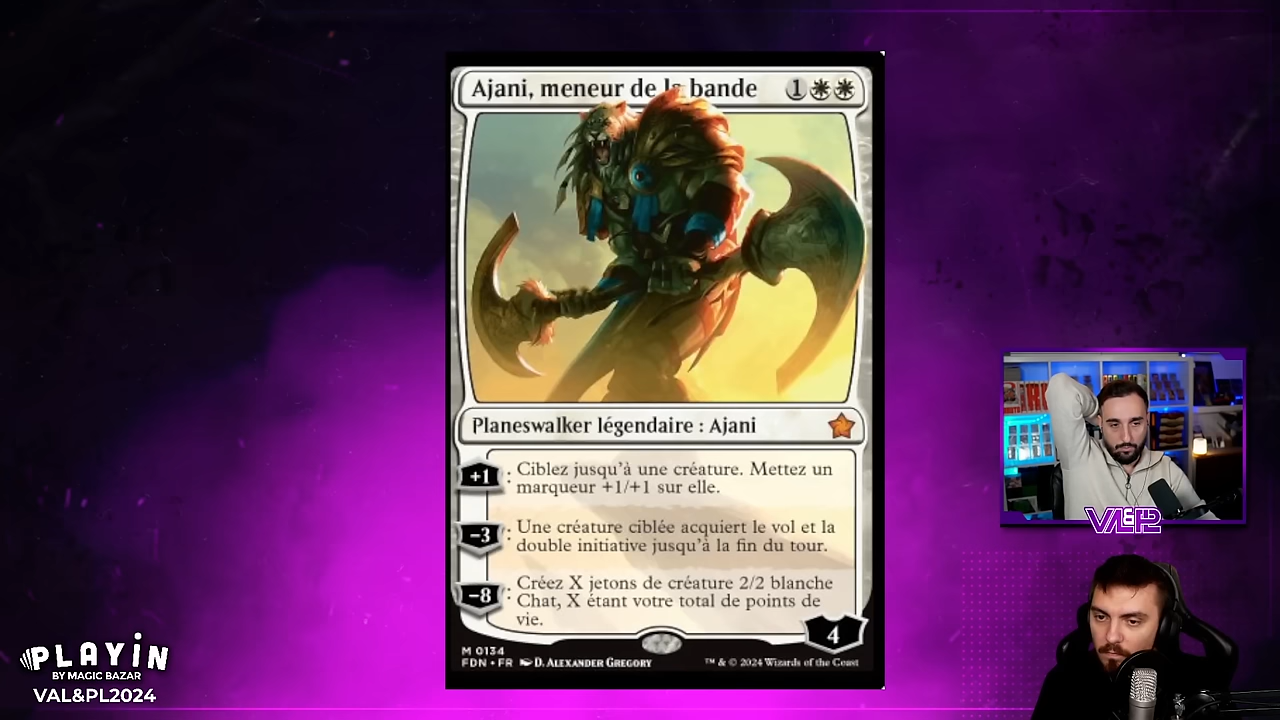 Ajani, meneur de la bande 1
Planeswalker légendaire : Ajani
+1 : Ciblez jusqu'à une créature. Mettez un
marqueur +1/+1 sur elle.
−3 : Une créature ciblée acquiert le vol et la
double initiative jusqu'à la fin du tour.
−8 : Créez X jetons de créature 2/2 blanche
Chat, X étant votre total de points de
vie.
4
M 0134
FDN • FR D. Alexander Gregory
™ & © 2024 Wizards of the Coast
PLAYIN
BY MAGIC BAZAR
VAL&PL2024